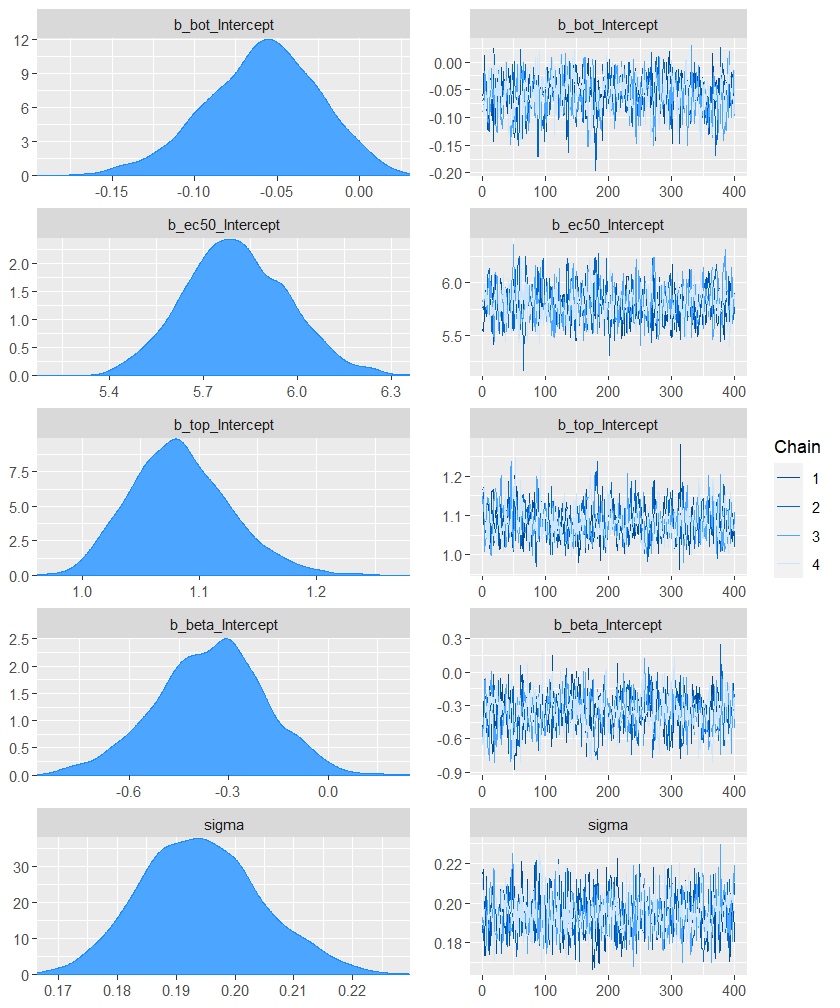 b_bot_Intercept
12
9
6
3
0
-0.15 -0.10 -0.05 0.00
b_bot_Intercept
0.00
-0.05
-0.10
-0.15
-0.20
0 100 200 300 400
b_ec50_Intercept
2.0
1.5
1.0
0.5
0.0
5.4 5.7 6.0 6.3
b_ec50_Intercept
6.0
5.5
0 100 200 300 400
b_top_Intercept
7.5
5.0
2.5
0.0
1.0 1.1 1.2
b_top_Intercept
1.2
1.1
1.0
0 100 200 300 400
b_beta_Intercept
2.5
2.0
1.5
1.0
0.5
0.0
-0.6 -0.3 0.0
b_beta_Intercept
0.3
0.0
-0.3
-0.6
-0.9
0 100 200 300 400
sigma
30
20
10
0
0.17 0.18 0.19 0.20 0.21 0.22
sigma
0.22
0.20
0.18
0 100 200 300 400
Chain
1
2
3
4